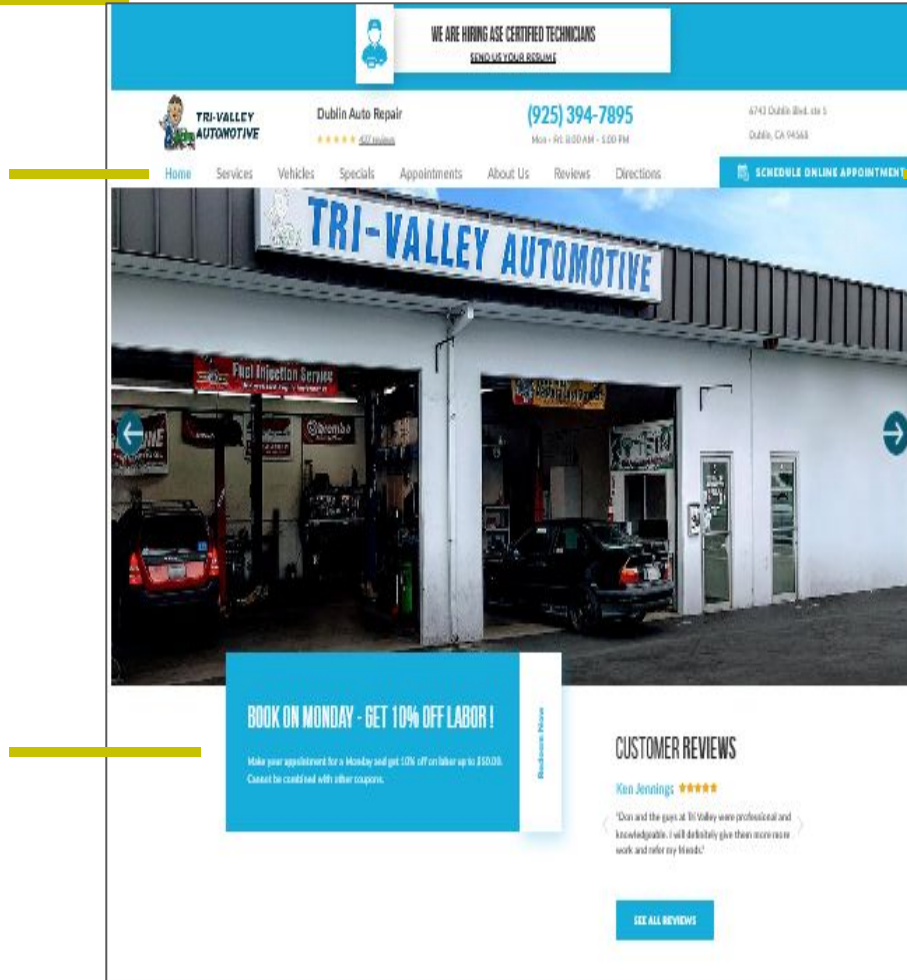 WE ARE HIRING ASE CERTIFIED TECHNICIANS
SEND US YOUR RESUME
TRI-VALLEY
AUTOMOTIVE
Dublin Auto Repair
reviews
(925) 394-7895
Mon - Fri: 8:00 AM - 5:00 PM
6743 Dublin Blvd. ste 5
Dublin, CA 94568
Home Services Vehicles Specials Appointments About Us Reviews Directions
SCHEDULE ONLINE APPOINTMENT
TRI-VALLEY AUTOMOTIVE
Fuel Injection Service
brembo
BOOK ON MONDAY - GET 10% OFF LABOR !
Make your appointment for a Monday and get 10% off on labor up to $50.00.
Cannot be combined with other coupons.
Redeem Now
CUSTOMER REVIEWS
Ken Jennings
"Don and the guys at Tri Valley were professional and
knowledgeable. I will definitely give them more more
work and refer my friends."
SEE ALL REVIEWS